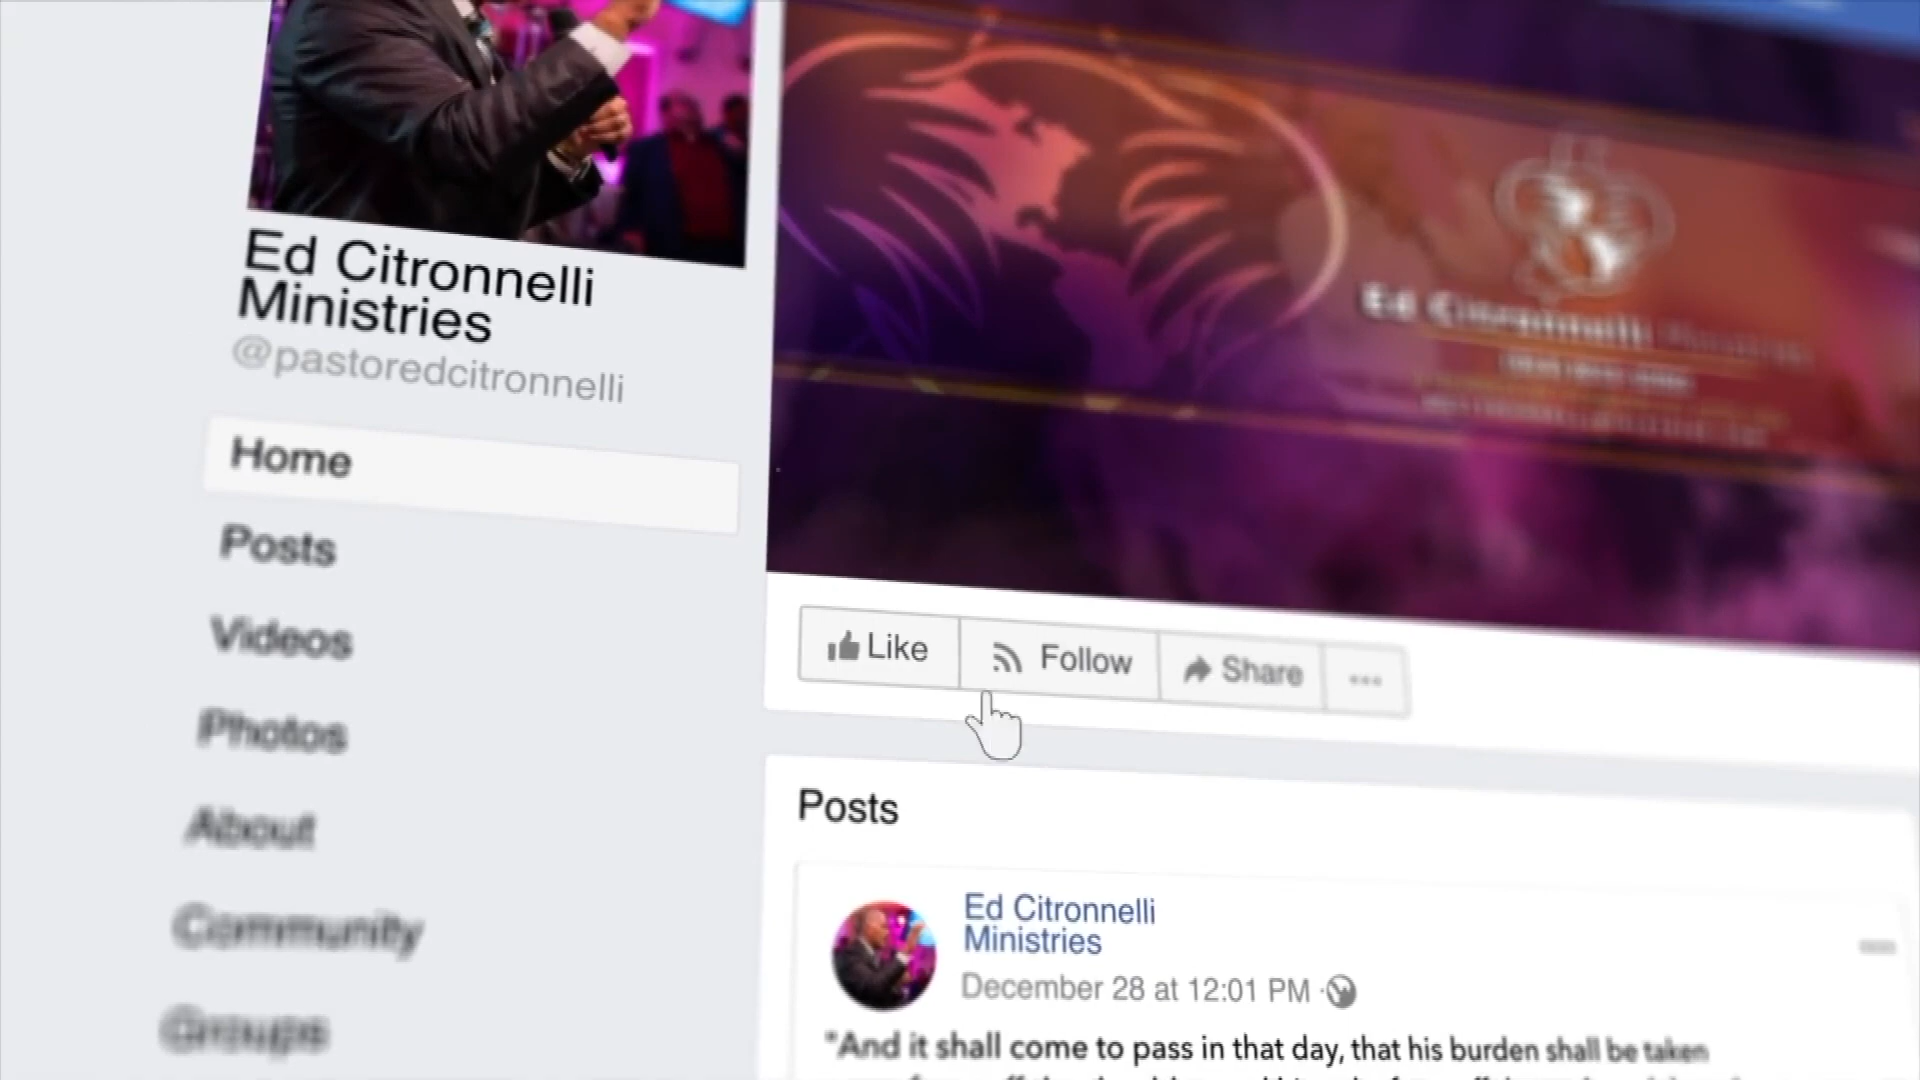 Ed Citronnelli
Ministries
@pastoredcitronnelli
Home
Posts
Videos
Photos
About
Community
Groups
Ed Citronnelli
Like
Follow
Share
...
Posts
Ed Citronnelli
Ministries
December 28 at 12:01 PM ·
"And it shall come to pass in that day, that his burden shall be taken